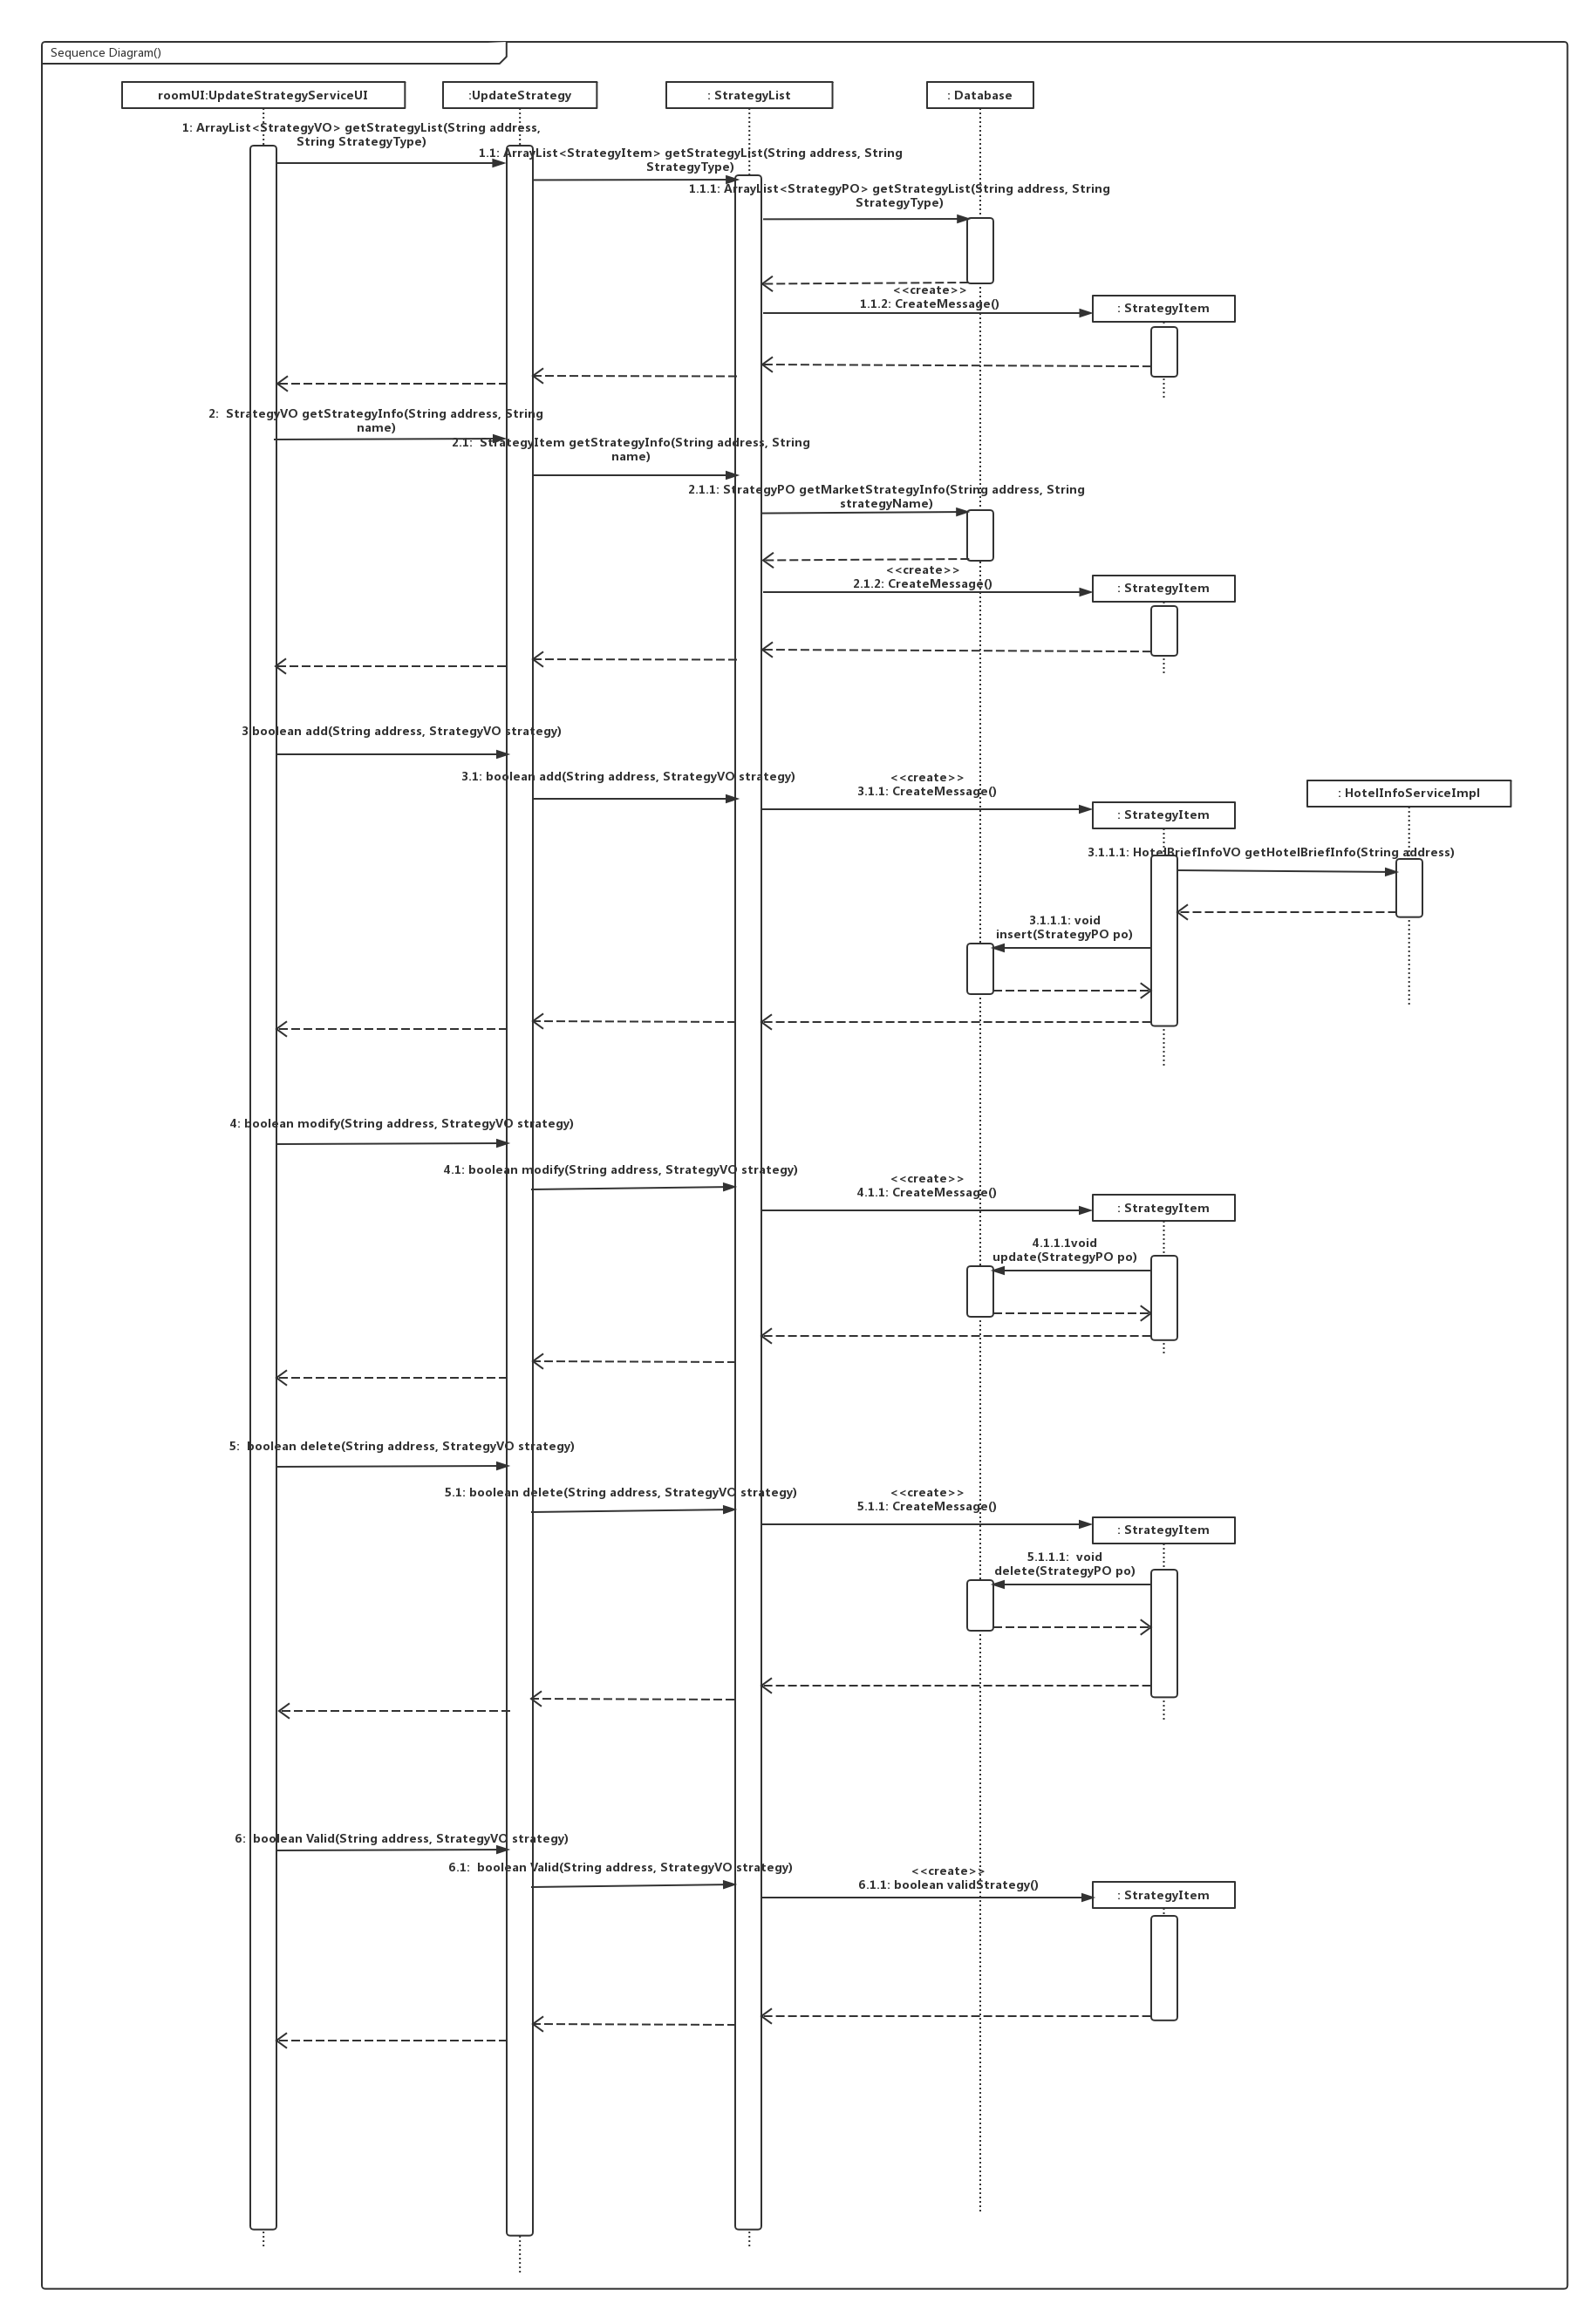 Sequence Diagram()
roomUI:UpdateStrategyServiceUI
:UpdateStrategy
: StrategyList
: Database
1: ArrayList<StrategyVO> getStrategyList(String address,
String StrategyType)
1.1: ArrayList<StrategyItem> getStrategyList(String address, String
StrategyType)
1.1.1: ArrayList<StrategyPO> getStrategyList(String address, String
StrategyType)
<<create>>
1.1.2: CreateMessage()
: StrategyItem
2:  StrategyVO getStrategyInfo(String address, String
name)
2.1:  StrategyItem getStrategyInfo(String address, String
name)
2.1.1: StrategyPO getMarketStrategyInfo(String address, String
strategyName)
<<create>>
2.1.2: CreateMessage()
: StrategyItem
3 boolean add(String address, StrategyVO strategy)
3.1: boolean add(String address, StrategyVO strategy)
<<create>>
3.1.1: CreateMessage()
: StrategyItem
: HotelInfoServiceImpl
3.1.1.1: HotelBriefInfoVO getHotelBriefInfo(String address)
3.1.1.1: void
insert(StrategyPO po)
4: boolean modify(String address, StrategyVO strategy)
4.1: boolean modify(String address, StrategyVO strategy)
<<create>>
4.1.1: CreateMessage()
: StrategyItem
4.1.1.1void
update(StrategyPO po)
5:  boolean delete(String address, StrategyVO strategy)
5.1: boolean delete(String address, StrategyVO strategy)
<<create>>
5.1.1: CreateMessage()
: StrategyItem
5.1.1.1:  void
delete(StrategyPO po)
6:  boolean Valid(String address, StrategyVO strategy)
6.1:  boolean Valid(String address, StrategyVO strategy)
<<create>>
6.1.1: boolean validStrategy()
: StrategyItem